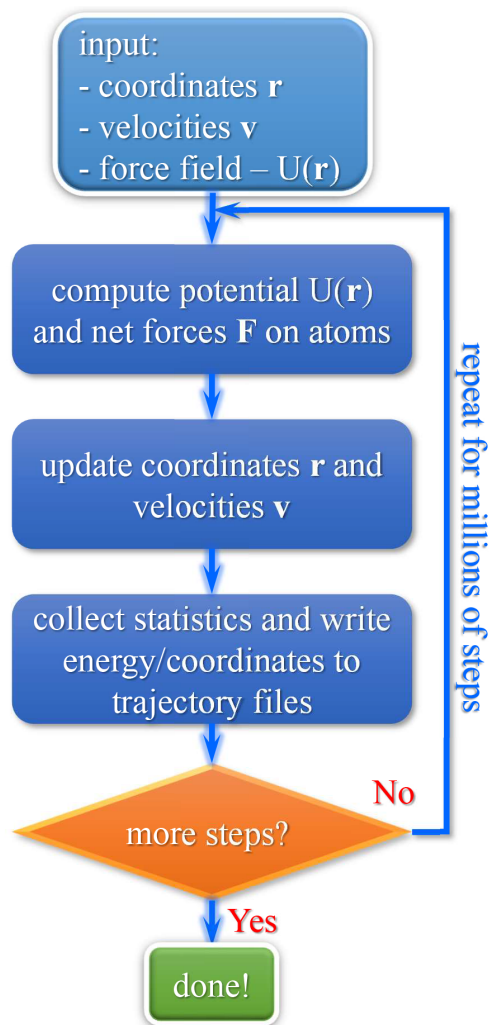 input:
- coordinates r
- velocities v
- force field – U(r)
compute potential U(r)
and net forces F on atoms
update coordinates r and
velocities v
collect statistics and write
energy/coordinates to
trajectory files
repeat for millions of steps
more steps?
No
Yes
done!